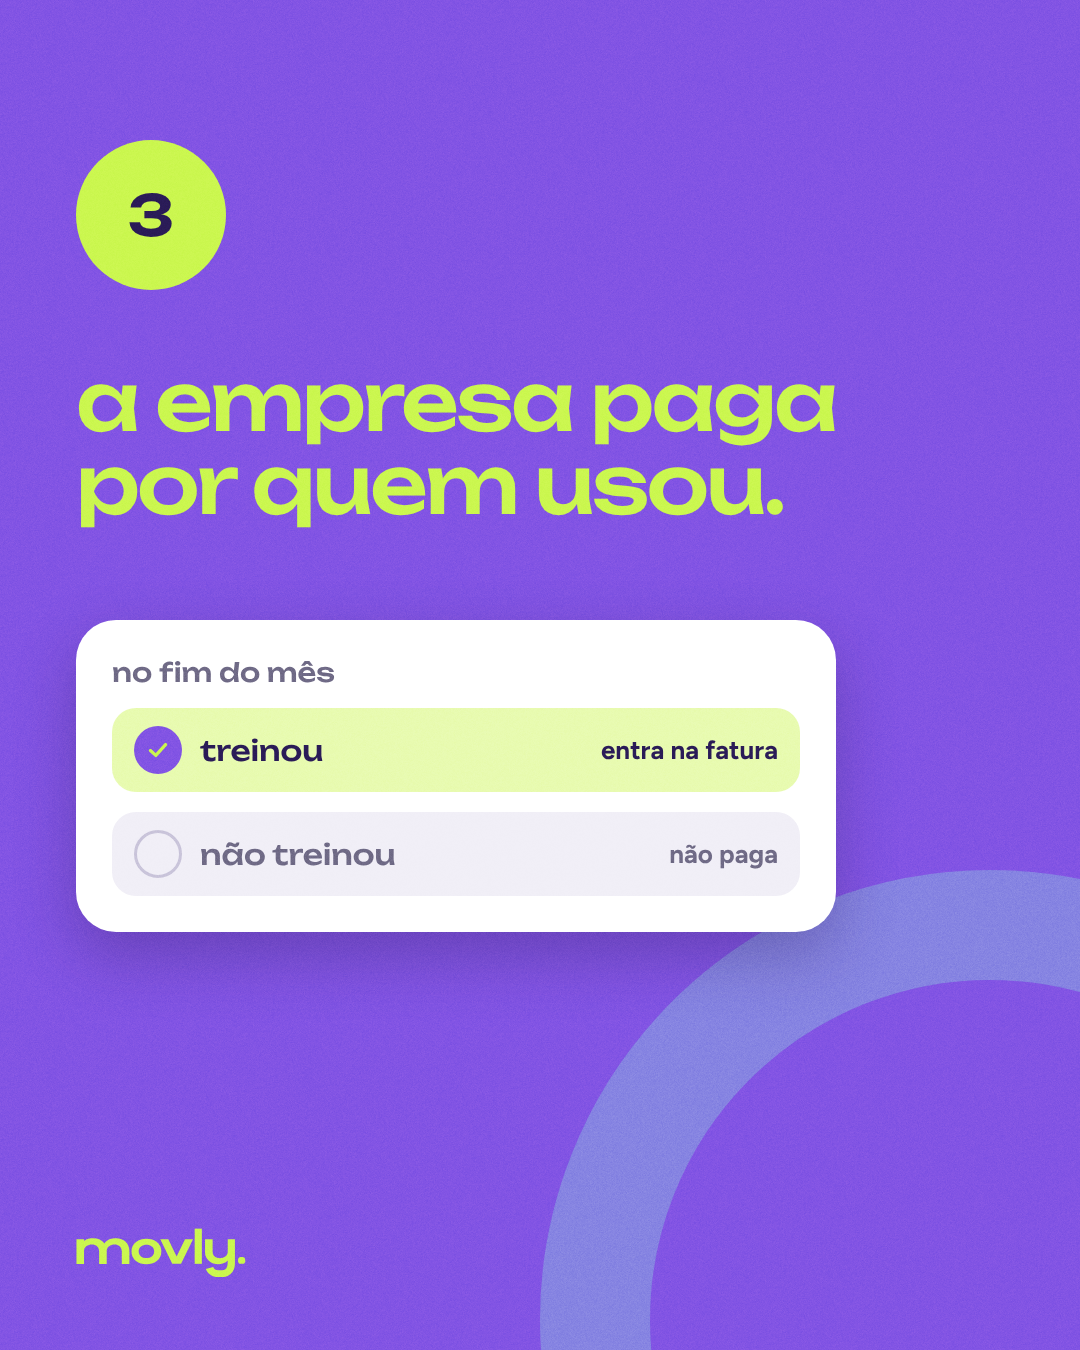 3
a empresa paga
por quem usou.
no fim do mês
treinou entra na fatura
não treinou não paga
movly.